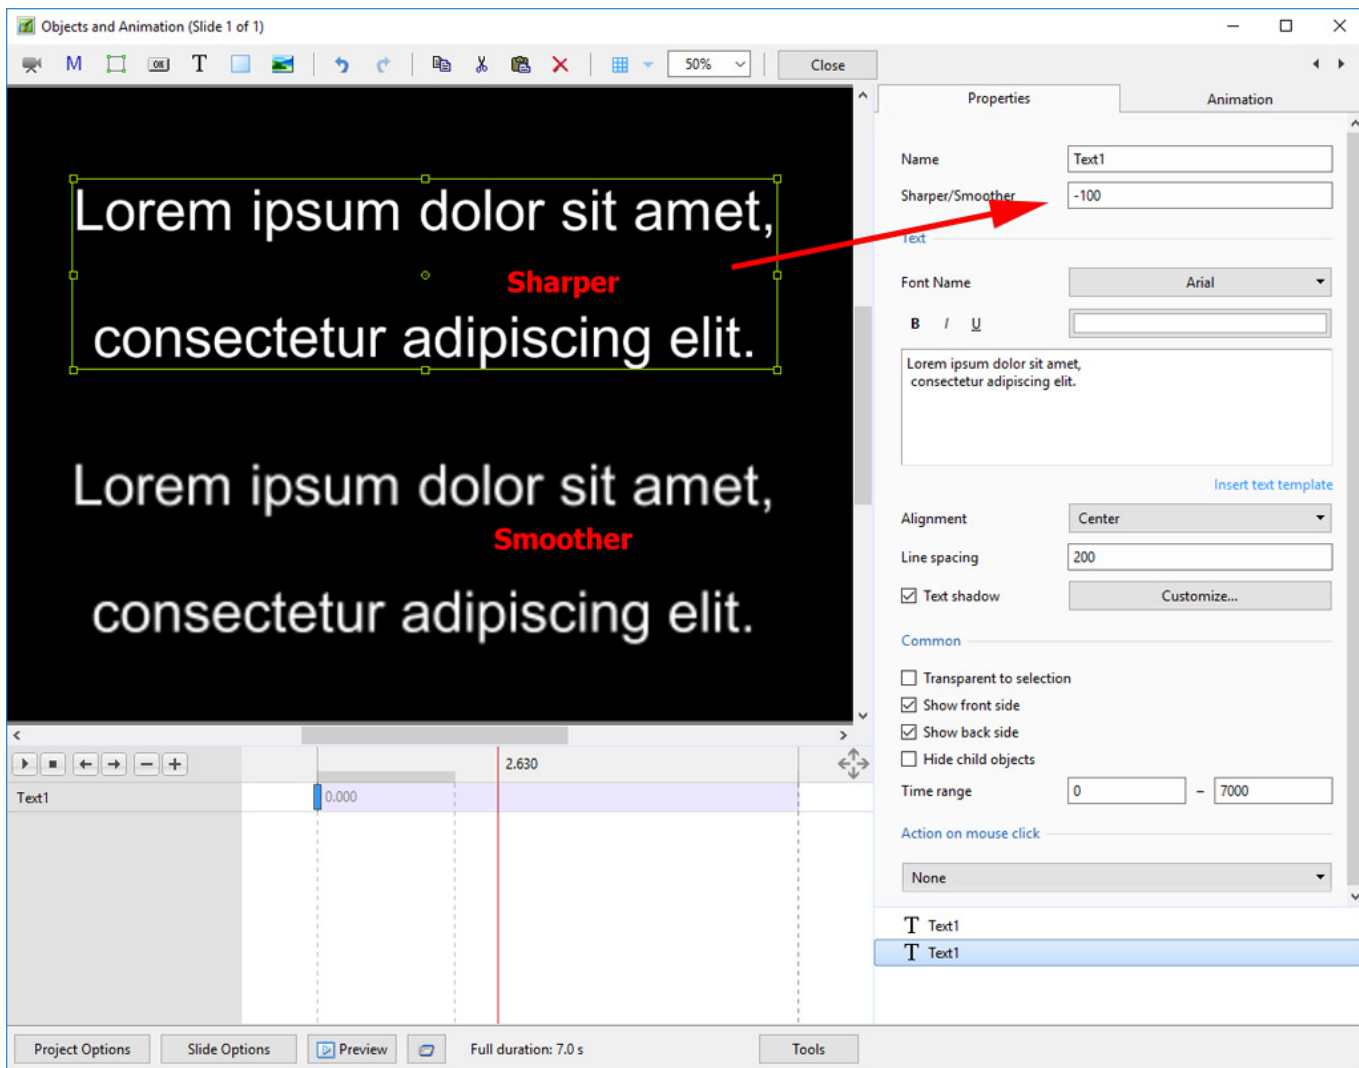 Objects and Animation (Slide 1 of 1)
M OK T 50% Close
Properties Animation
Name Text1
Sharper/Smoother -100
Text
Font Name Arial
B I U
Lorem ipsum dolor sit amet,
consectetur adipiscing elit.
Insert text template
Alignment Center
Line spacing 200
Text shadow Customize...
Common
Transparent to selection
Show front side
Show back side
Hide child objects
Time range 0 – 7000
Action on mouse click
None
T Text1
T Text1
Lorem ipsum dolor sit amet,
Sharper
consectetur adipiscing elit.
Lorem ipsum dolor sit amet,
Smoother
consectetur adipiscing elit.
2.630
Text1 0.000
Project Options Slide Options Preview Full duration: 7.0 s Tools